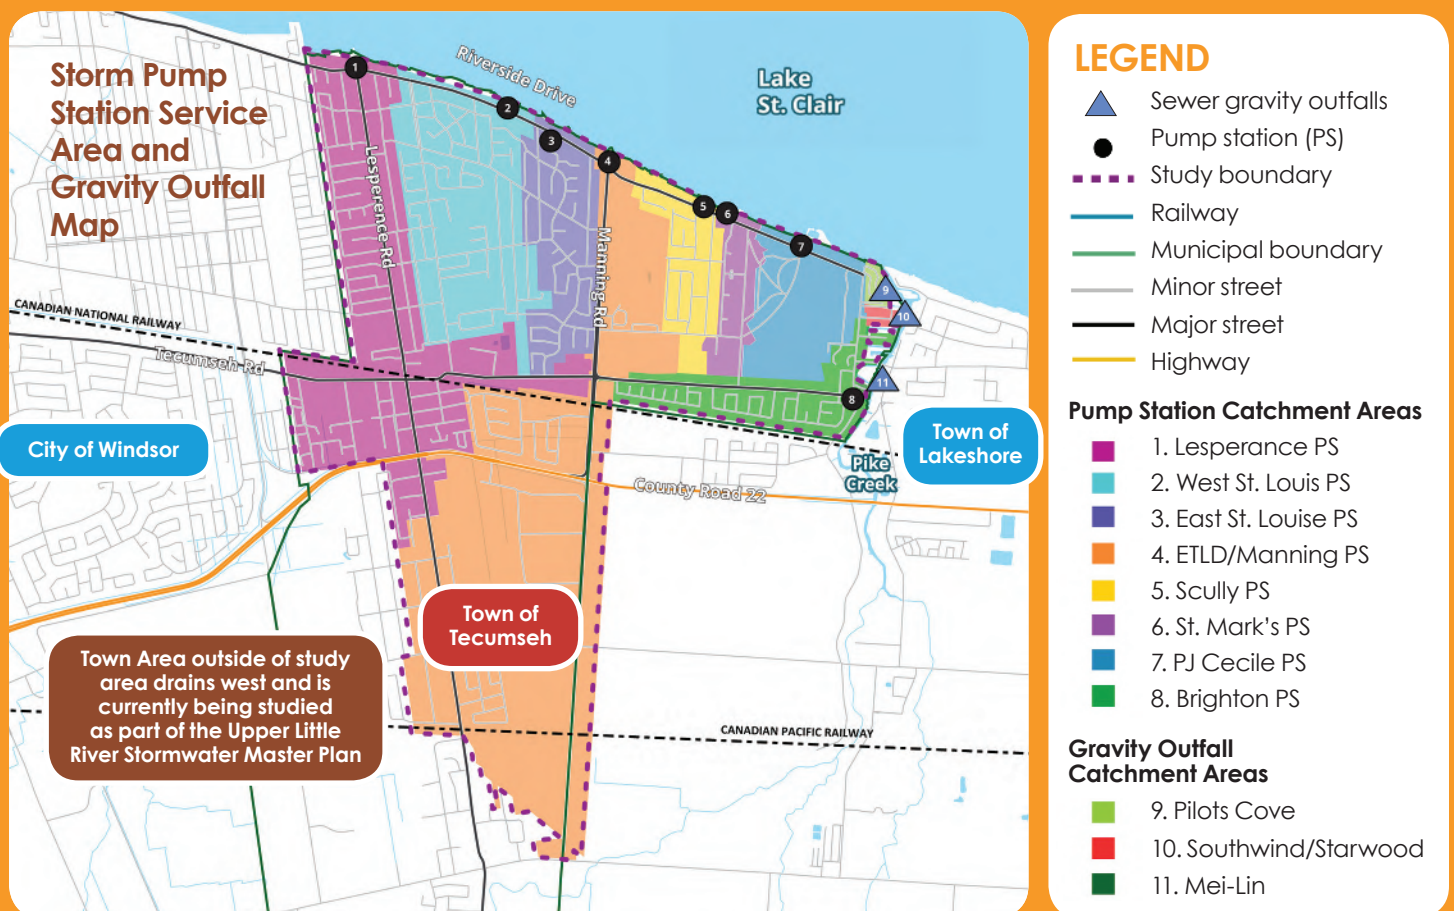 Storm Pump
Station Service
Area and
Gravity Outfall
Map
Riverside Drive
Lake
St. Clair
1
2
3
4
5
6
7
8
9
10
11
Lesperence Rd
Manning Rd
CANADIAN NATIONAL RAILWAY
Tecumseh Rd
City of Windsor
Town of
Lakeshore
Pike
Creek
County Road 22
Town of
Tecumseh
Town Area outside of study
area drains west and is
currently being studied
as part of the Upper Little
River Stormwater Master Plan
CANADIAN PACIFIC RAILWAY
LEGEND
Sewer gravity outfalls
Pump station (PS)
Study boundary
Railway
Municipal boundary
Minor street
Major street
Highway
Pump Station Catchment Areas
1. Lesperance PS
2. West St. Louis PS
3. East St. Louise PS
4. ETLD/Manning PS
5. Scully PS
6. St. Mark's PS
7. PJ Cecile PS
8. Brighton PS
Gravity Outfall
Catchment Areas
9. Pilots Cove
10. Southwind/Starwood
11. Mei-Lin